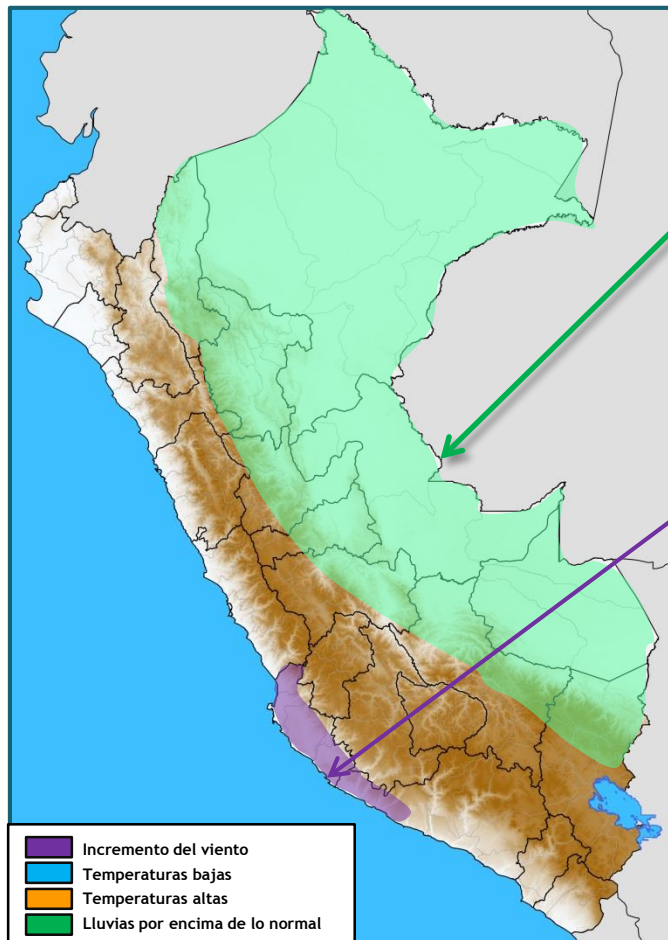 Incremento del viento
Temperaturas bajas
Temperaturas altas
Lluvias por encima de lo normal